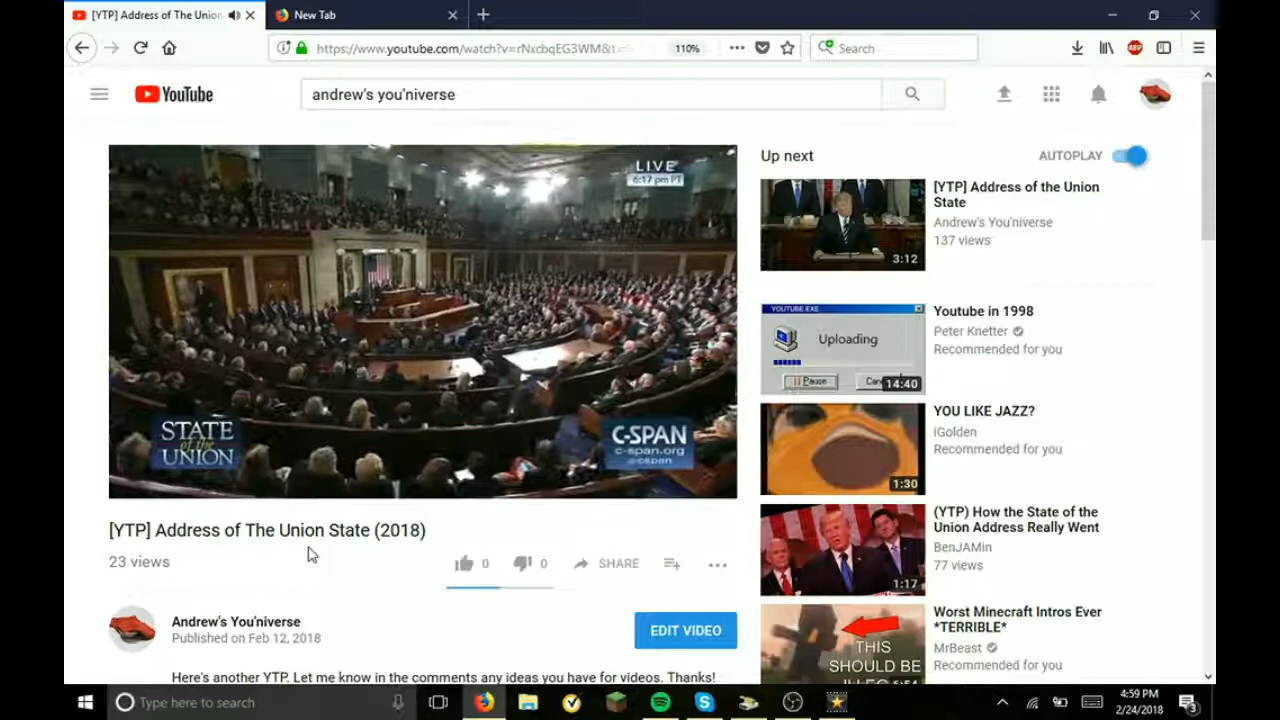 [YTP] Address of The Union
New Tab
https://www.youtube.com/watch?v=rNxcbqEG3WM&t=
110%
Search
YouTube
andrew's you'niverse
LIVE
6:17 pm PT
STATE
of the
UNION
C-SPAN
c-span.org
@cspan
[YTP] Address of The Union State (2018)
23 views
0
0
SHARE
Andrew's You'niverse
Published on Feb 12, 2018
EDIT VIDEO
Here's another YTP. Let me know in the comments any ideas you have for videos. Thanks!
Up next
AUTOPLAY
3:12
[YTP] Address of the Union
State
Andrew's You'niverse
137 views
YOUTUBE.EXE
Uploading
Pause
14:40
Youtube in 1998
Peter Knetter
Recommended for you
1:30
YOU LIKE JAZZ?
iGolden
Recommended for you
1:17
(YTP) How the State of the
Union Address Really Went
BenJAMin
77 views
THIS
SHOULD BE
Worst Minecraft Intros Ever
*TERRIBLE*
MrBeast
Recommended for you
Type here to search
4:59 PM
2/24/2018
3